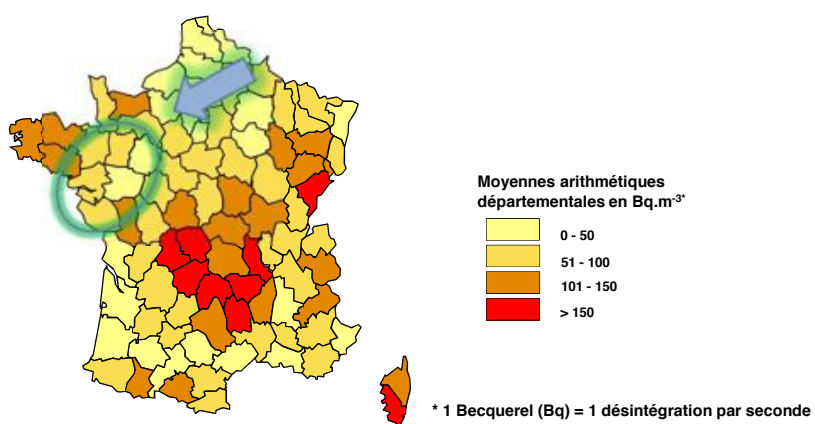 Moyennes arithmétiques
départementales en Bq.m-3*
0 - 50
51 - 100
101 - 150
> 150
* 1 Becquerel (Bq) = 1 désintégration par seconde